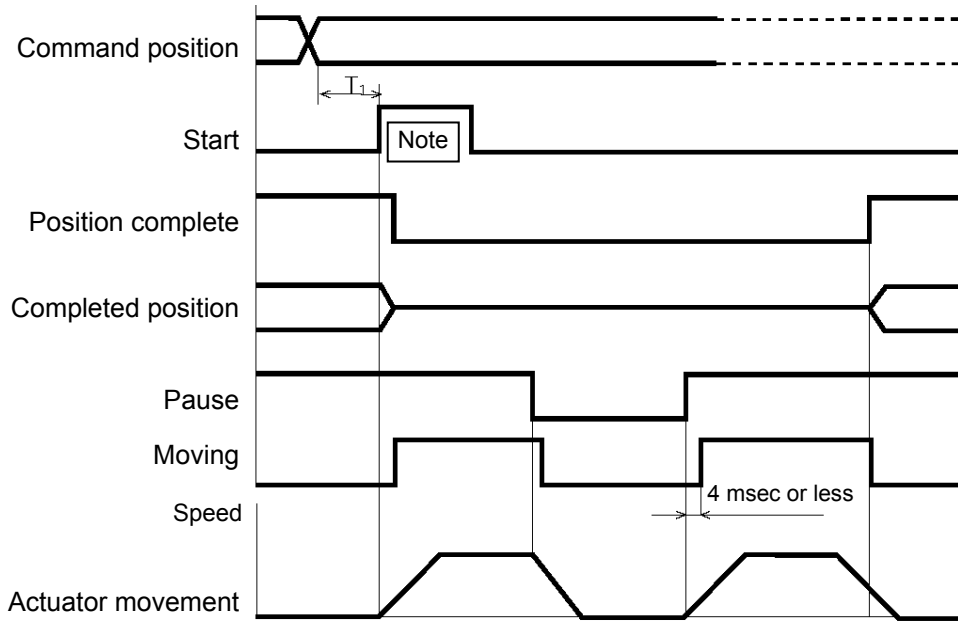 Command position
T₁
Start
Note
Position complete
Completed position
Pause
Moving
4 msec or less
Speed
Actuator movement